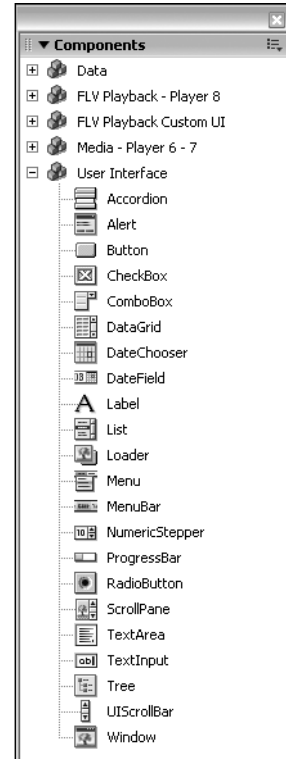 Components
Data
FLV Playback - Player 8
FLV Playback Custom UI
Media - Player 6 - 7
User Interface
Accordion
Alert
Button
CheckBox
ComboBox
DataGrid
DateChooser
DateField
Label
List
Loader
Menu
MenuBar
NumericStepper
ProgressBar
RadioButton
ScrollPane
TextArea
TextInput
Tree
UIScrollBar
Window